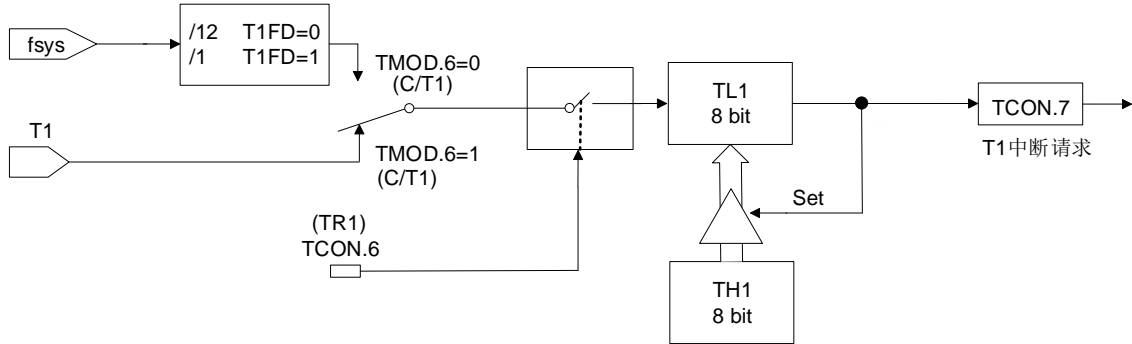 fsys
/12 T1FD=0
/1 T1FD=1
TMOD.6=0
(C/T1)
T1
TMOD.6=1
(C/T1)
(TR1)
TCON.6
TL1
8 bit
TCON.7
T1中断请求
Set
TH1
8 bit